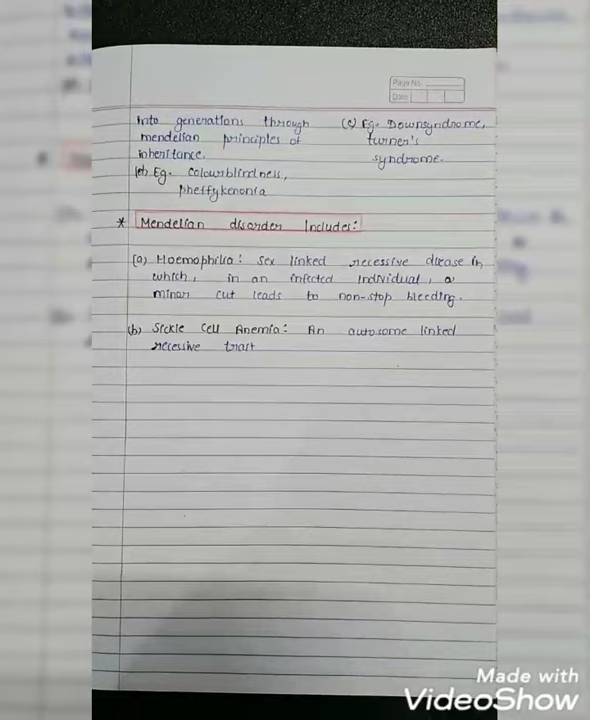 Page No.
Date
into generations through
mendelian principles of
inheritance.
(e) Eg. Colourblindness,
pheffykenonia
(c) Eg. Downsyndrome,
turner's
syndrome.
* Mendelian disorder Includes:
(a) Haemophilia: Sex linked recessive disease in
which, in an infected individual, a
minor cut leads to non-stop bleeding.
(b) Sickle Cell Anemia: An autosome linked
recessive trait
Made with
VideoShow